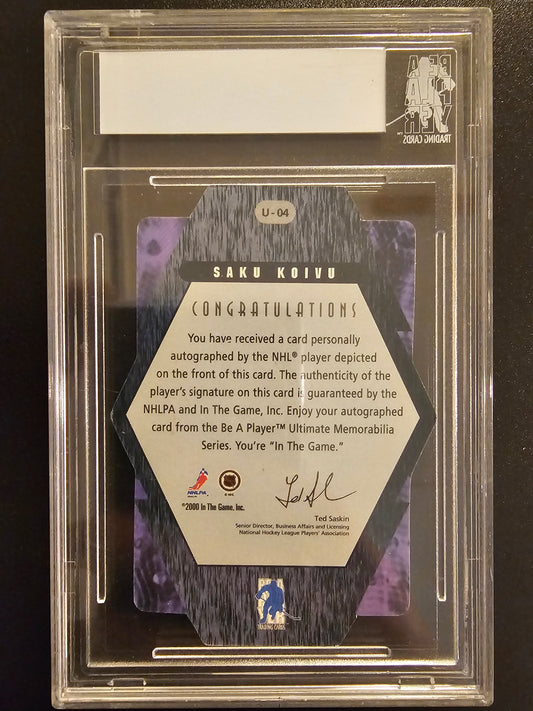 BE A
PLAYER
TRADING CARDS
U-04
SAKU KOIVU
CONGRATULATIONS
You have received a card personally
autographed by the NHL® player depicted
on the front of this card. The authenticity of the
player's signature on this card is guaranteed by the
NHLPA and In The Game, Inc. Enjoy your autographed
card from the Be A Player™ Ultimate Memorabilia
Series. You're "In The Game."
NHLPA
©2000 In The Game, Inc.
Ted Saskin
Senior Director, Business Affairs and Licensing
National Hockey League Players' Association
TRADING CARDS